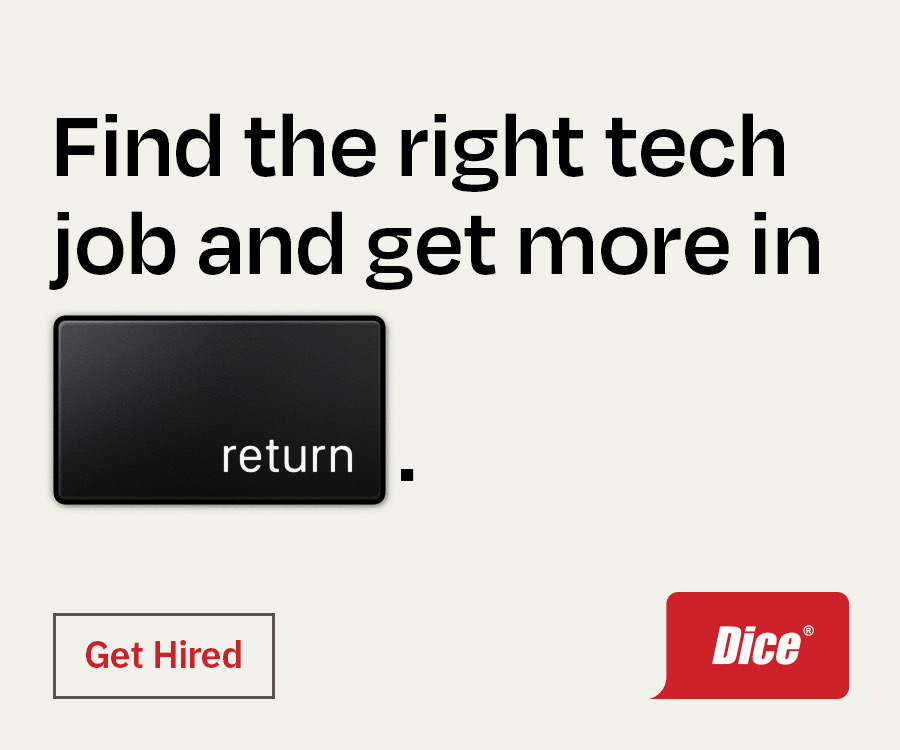 Find the right tech
job and get more in
return.
Get Hired
Dice®